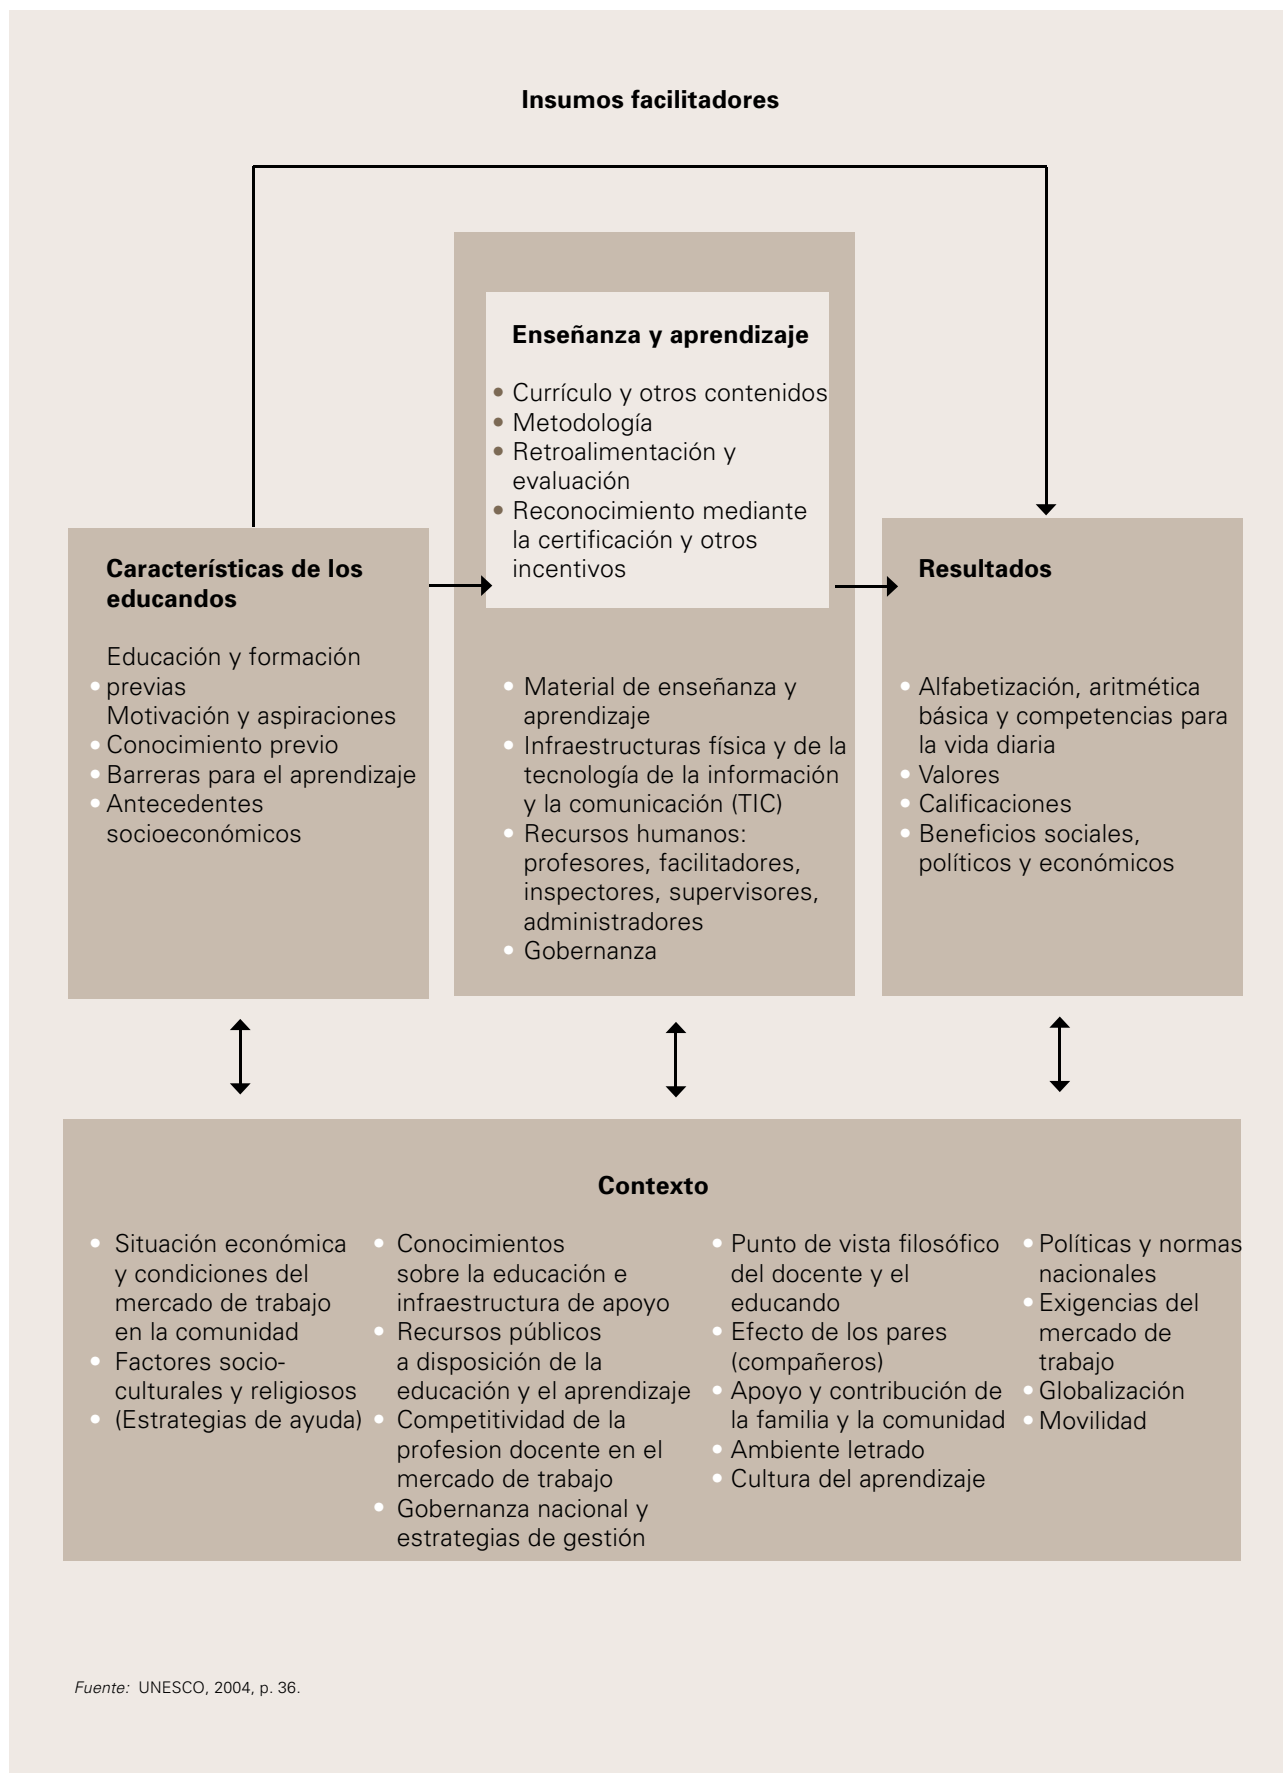 Insumos facilitadores
Enseñanza y aprendizaje
• Currículo y otros contenidos
• Metodología
• Retroalimentación y
evaluación
• Reconocimiento mediante
la certificación y otros
incentivos
Características de los
educandos
Educación y formación
• previas
Motivación y aspiraciones
• Conocimiento previo
• Barreras para el aprendizaje
• Antecedentes
socioeconómicos
• Material de enseñanza y
aprendizaje
• Infraestructuras física y de la
tecnología de la información
y la comunicación (TIC)
• Recursos humanos:
profesores, facilitadores,
inspectores, supervisores,
administradores
• Gobernanza
Resultados
• Alfabetización, aritmética
básica y competencias para
la vida diaria
• Valores
• Calificaciones
• Beneficios sociales,
políticos y económicos
Contexto
• Situación económica
y condiciones del
mercado de trabajo
en la comunidad
• Factores socio-
culturales y religiosos
• (Estrategias de ayuda)
• Conocimientos
sobre la educación e
infraestructura de apoyo
• Recursos públicos
a disposición de la
educación y el aprendizaje
• Competitividad de la
profesion docente en el
mercado de trabajo
• Gobernanza nacional y
estrategias de gestión
• Punto de vista filosófico
del docente y el
educando
• Efecto de los pares
(compañeros)
• Apoyo y contribución de
la familia y la comunidad
• Ambiente letrado
• Cultura del aprendizaje
• Políticas y normas
nacionales
• Exigencias del
mercado de
trabajo
• Globalización
• Movilidad
Fuente: UNESCO, 2004, p. 36.